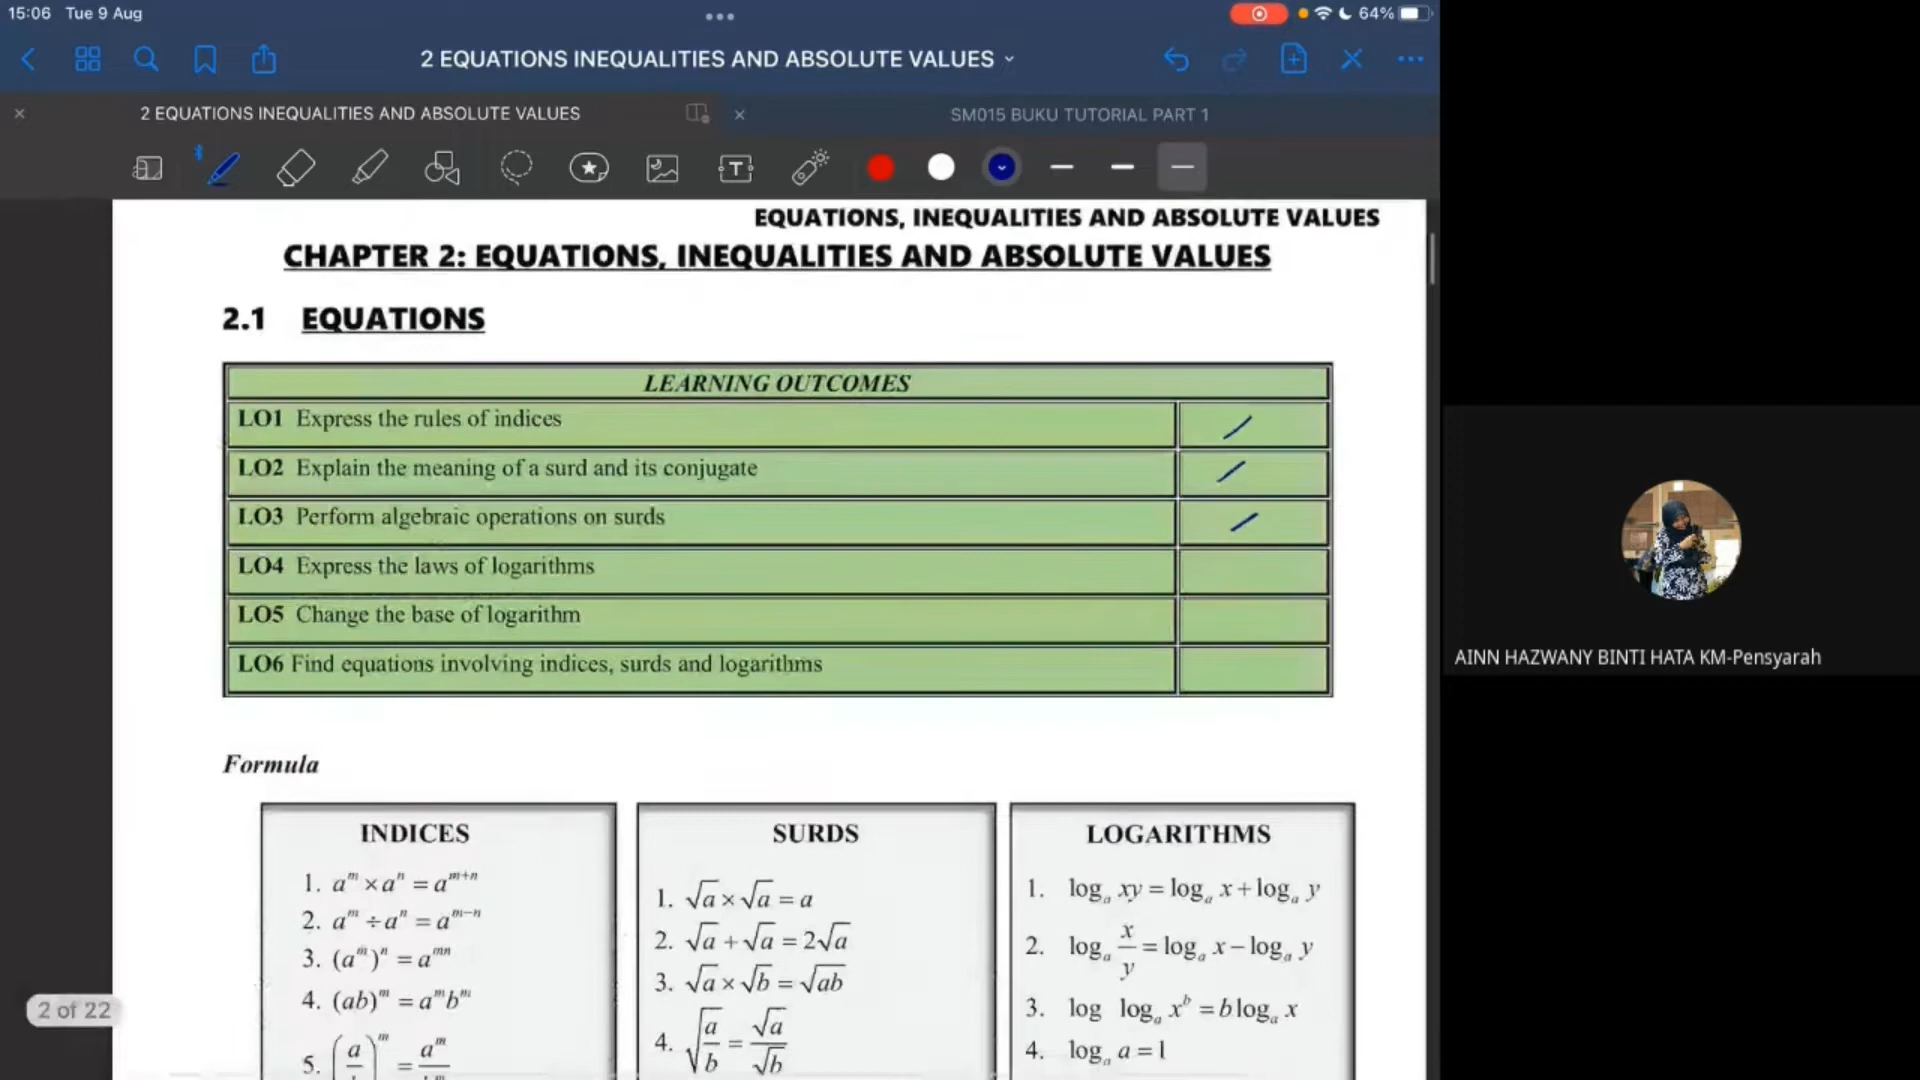 15:06 Tue 9 Aug
64%
2 EQUATIONS INEQUALITIES AND ABSOLUTE VALUES
2 EQUATIONS INEQUALITIES AND ABSOLUTE VALUES
SM015 BUKU TUTORIAL PART 1
EQUATIONS, INEQUALITIES AND ABSOLUTE VALUES
CHAPTER 2: EQUATIONS, INEQUALITIES AND ABSOLUTE VALUES
2.1 EQUATIONS
LEARNING OUTCOMES
LO1 Express the rules of indices
LO2 Explain the meaning of a surd and its conjugate
LO3 Perform algebraic operations on surds
LO4 Express the laws of logarithms
LO5 Change the base of logarithm
LO6 Find equations involving indices, surds and logarithms
Formula
INDICES
1. a^m × a^n = a^{m+n}
2. a^m ÷ a^n = a^{m−n}
3. (a^m)^n = a^{mn}
4. (ab)^m = a^m b^m
SURDS
1. √a × √a = a
2. √a + √a = 2√a
3. √a × √b = √ab
4. √(a/b) = √a/√b
LOGARITHMS
1. log_a xy = log_a x + log_a y
2. log_a x/y = log_a x − log_a y
3. log log_a x^b = b log_a x
4. log_a a = 1
2 of 22
AINN HAZWANY BINTI HATA KM-Pensyarah